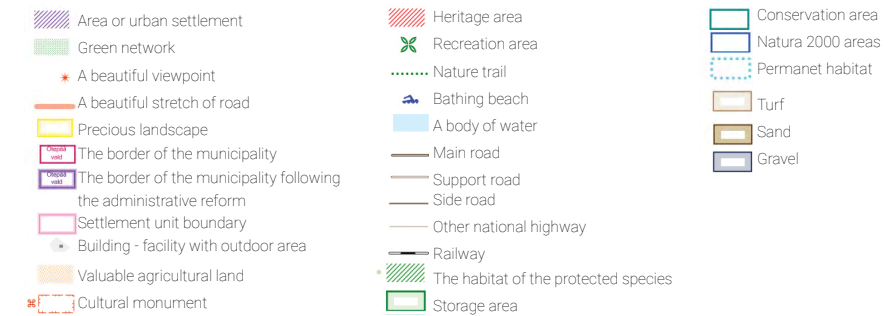 Area or urban settlement
Green network
A beautiful viewpoint
A beautiful stretch of road
Precious landscape
Otepää vald
The border of the municipality
Otepää vald
The border of the municipality following
the administrative reform
Settlement unit boundary
Building - facility with outdoor area
Valuable agricultural land
Cultural monument
Heritage area
Recreation area
Nature trail
Bathing beach
A body of water
Main road
Support road
Side road
Other national highway
Railway
The habitat of the protected species
Storage area
Conservation area
Natura 2000 areas
Permanet habitat
Turf
Sand
Gravel